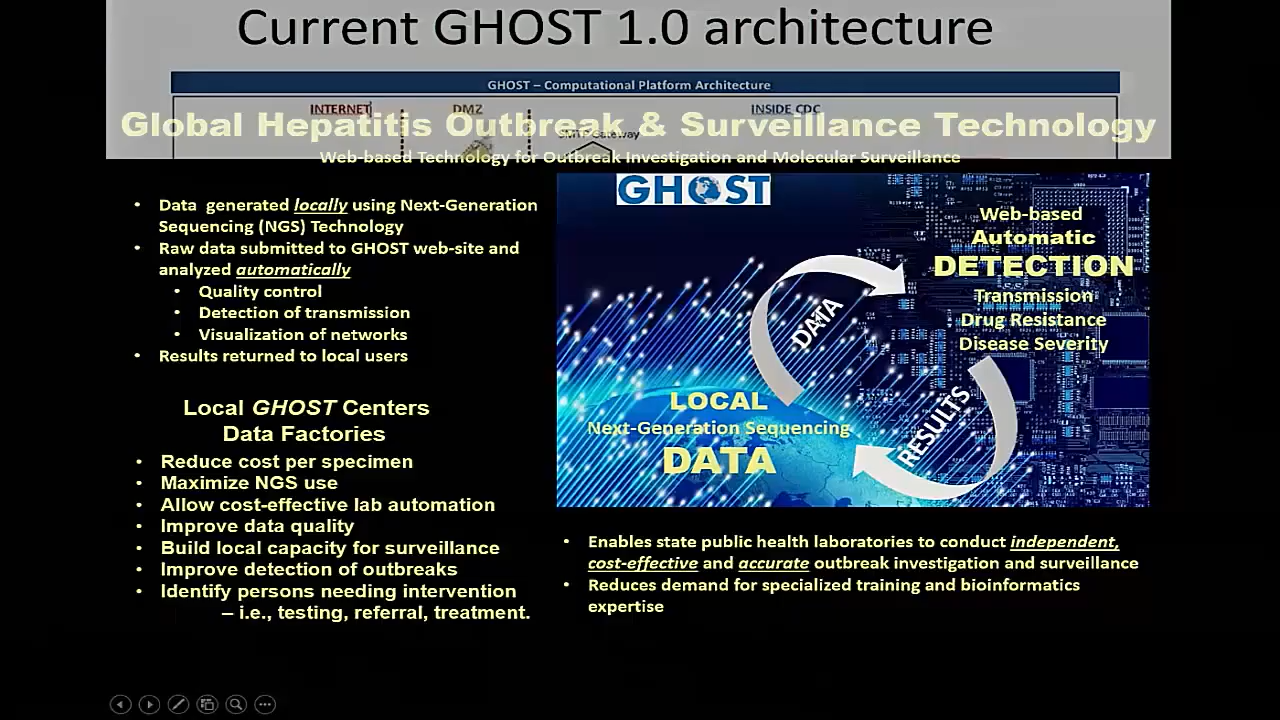 Current GHOST 1.0 architecture
GHOST – Computational Platform Architecture
INTERNET
DMZ
INSIDE CDC
Global Hepatitis Outbreak & Surveillance Technology
SMTP Gateway
Web-based Technology for Outbreak Investigation and Molecular Surveillance
• Data generated locally using Next-Generation
Sequencing (NGS) Technology
• Raw data submitted to GHOST web-site and
analyzed automatically
• Quality control
• Detection of transmission
• Visualization of networks
• Results returned to local users
Local GHOST Centers
Data Factories
• Reduce cost per specimen
• Maximize NGS use
• Allow cost-effective lab automation
• Improve data quality
• Build local capacity for surveillance
• Improve detection of outbreaks
• Identify persons needing intervention
– i.e., testing, referral, treatment.
GHOST
Web-based
Automatic
DETECTION
Transmission
Drug Resistance
Disease Severity
DATA
LOCAL
Next-Generation Sequencing
DATA
RESULTS
• Enables state public health laboratories to conduct independent,
cost-effective and accurate outbreak investigation and surveillance
• Reduces demand for specialized training and bioinformatics
expertise